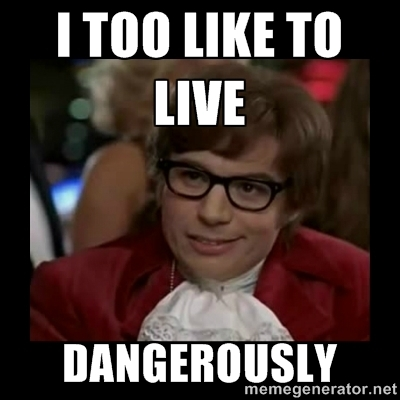 I TOO LIKE TO
LIVE
DANGEROUSLY
memegenerator.net